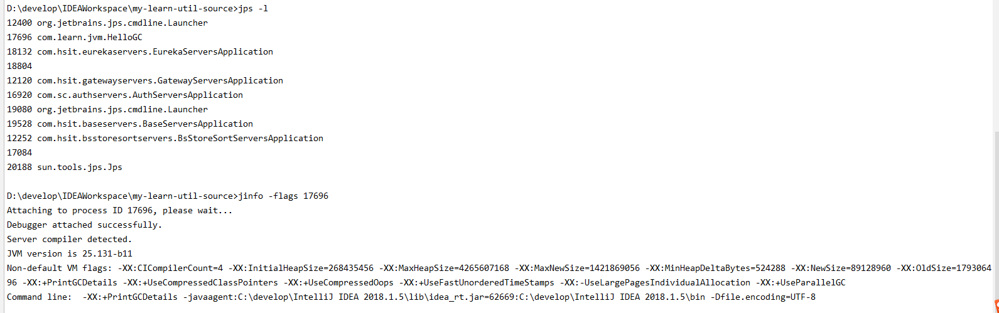 D:\develop\IDEAWorkspace\my-learn-util-source>jps -l
12400 org.jetbrains.jps.cmdline.Launcher
17696 com.learn.jvm.HelloGC
18132 com.hsit.eurekaservers.EurekaServersApplication
18804
12120 com.hsit.gatewayservers.GatewayServersApplication
16920 com.sc.authservers.AuthServersApplication
19080 org.jetbrains.jps.cmdline.Launcher
19528 com.hsit.baseservers.BaseServersApplication
12252 com.hsit.bsstoresortservers.BsStoreSortServersApplication
17084
20188 sun.tools.jps.Jps
D:\develop\IDEAWorkspace\my-learn-util-source>jinfo -flags 17696
Attaching to process ID 17696, please wait...
Debugger attached successfully.
Server compiler detected.
JVM version is 25.131-b11
Non-default VM flags: -XX:CICompilerCount=4 -XX:InitialHeapSize=268435456 -XX:MaxHeapSize=4265607168 -XX:MaxNewSize=1421869056 -XX:MinHeapDeltaBytes=524288 -XX:NewSize=89128960 -XX:OldSize=1793064
96 -XX:+PrintGCDetails -XX:+UseCompressedClassPointers -XX:+UseCompressedOops -XX:+UseFastUnorderedTimeStamps -XX:-UseLargePagesIndividualAllocation -XX:+UseParallelGC
Command line:  -XX:+PrintGCDetails -javaagent:C:\develop\IntelliJ IDEA 2018.1.5\lib\idea_rt.jar=62669:C:\develop\IntelliJ IDEA 2018.1.5\bin -Dfile.encoding=UTF-8